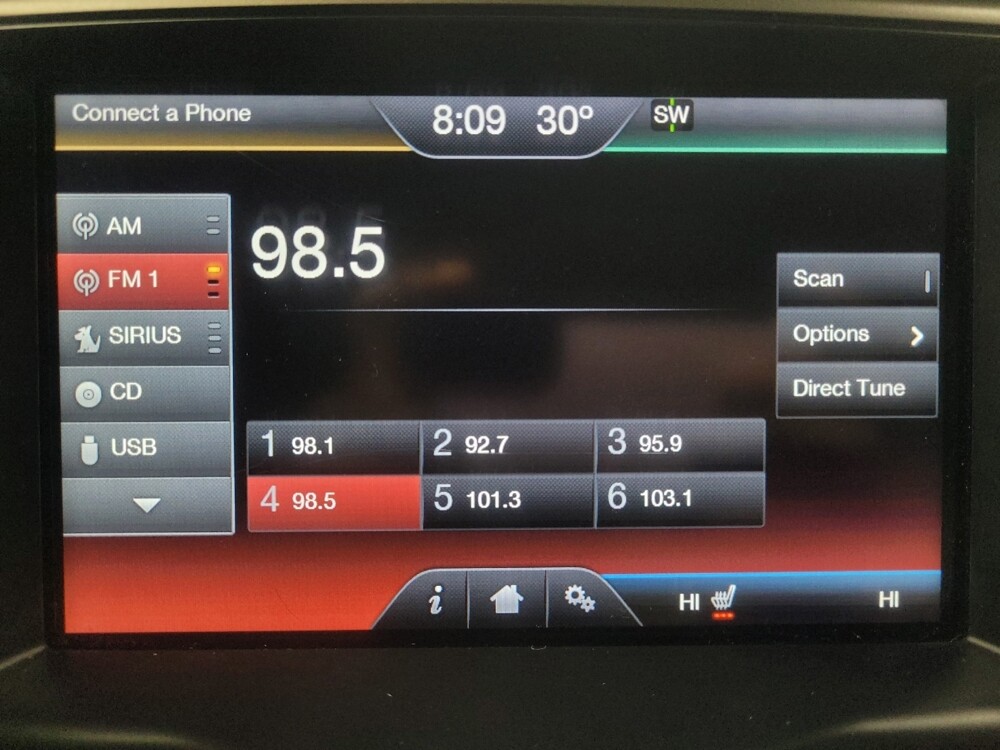 Connect a Phone 8:09 30° SW
AM
98.5
FM 1
Scan
SIRIUS
Options
CD
Direct Tune
USB
1 98.1 2 92.7 3 95.9
4 98.5 5 101.3 6 103.1
i HI HI